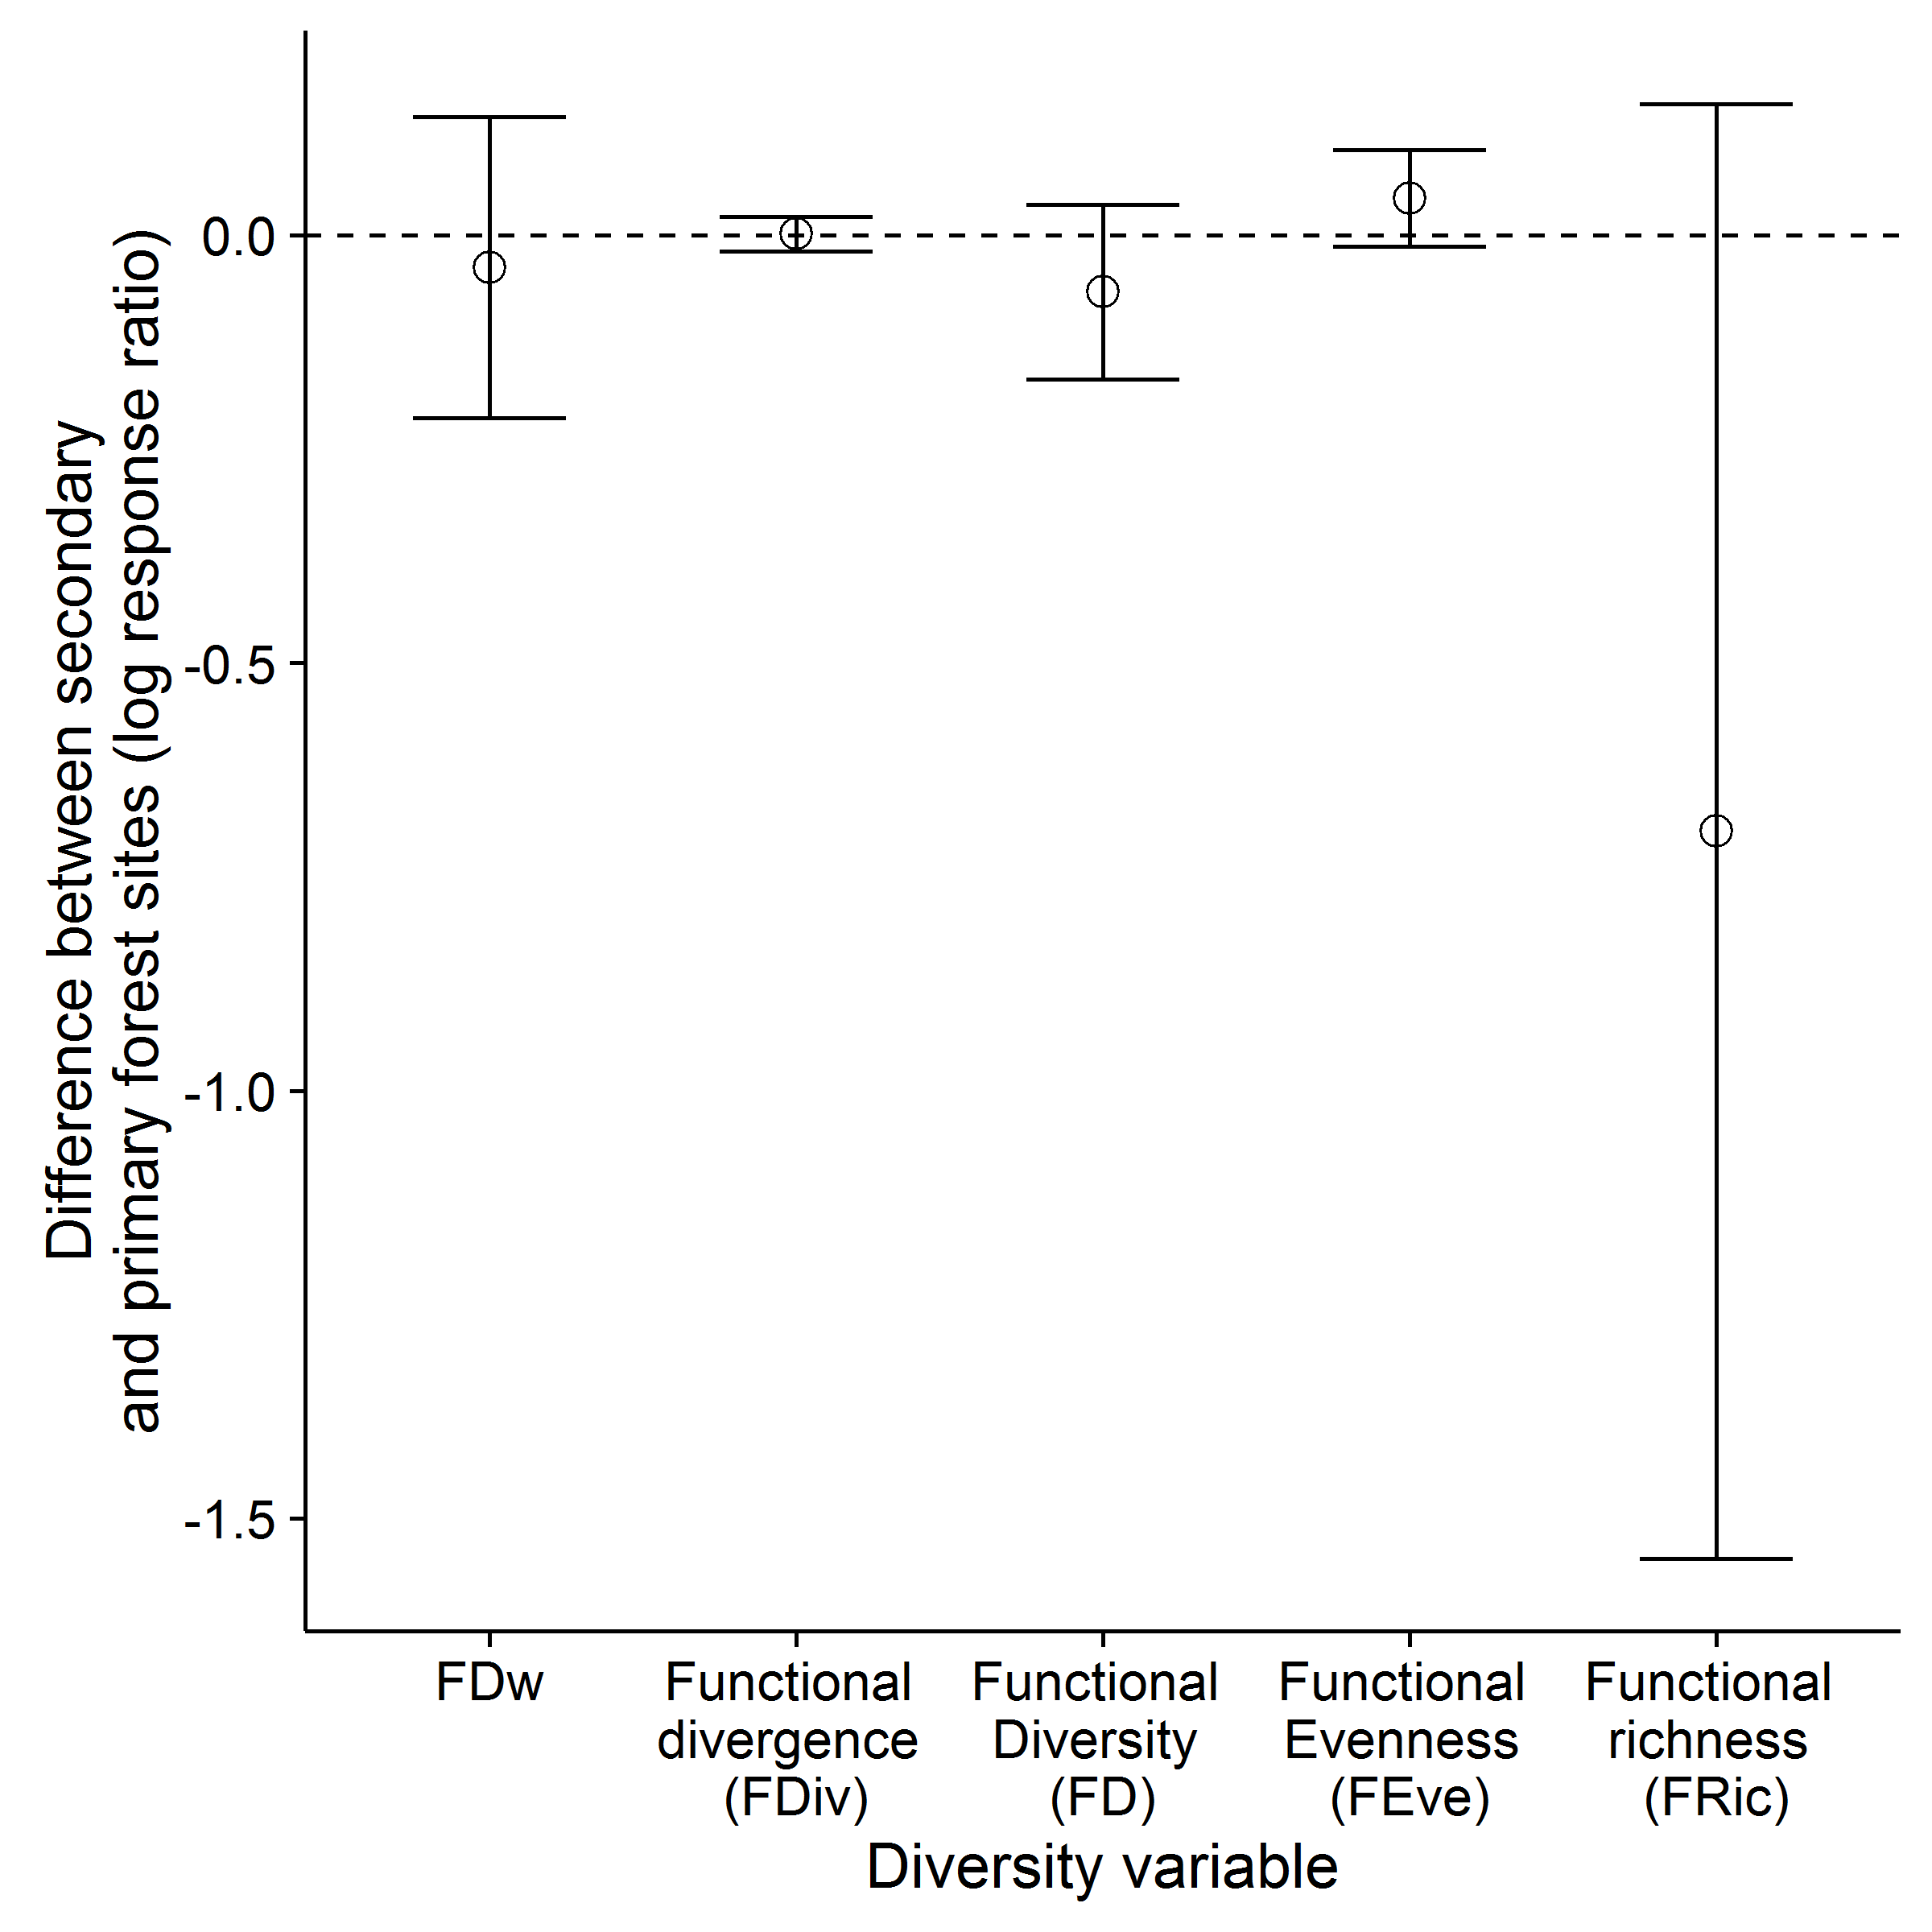 Difference between secondary
and primary forest sites (log response ratio)
0.0
-0.5
-1.0
-1.5
FDw
Functional
divergence
(FDiv)
Functional
Diversity
(FD)
Functional
Evenness
(FEve)
Functional
richness
(FRic)
Diversity variable